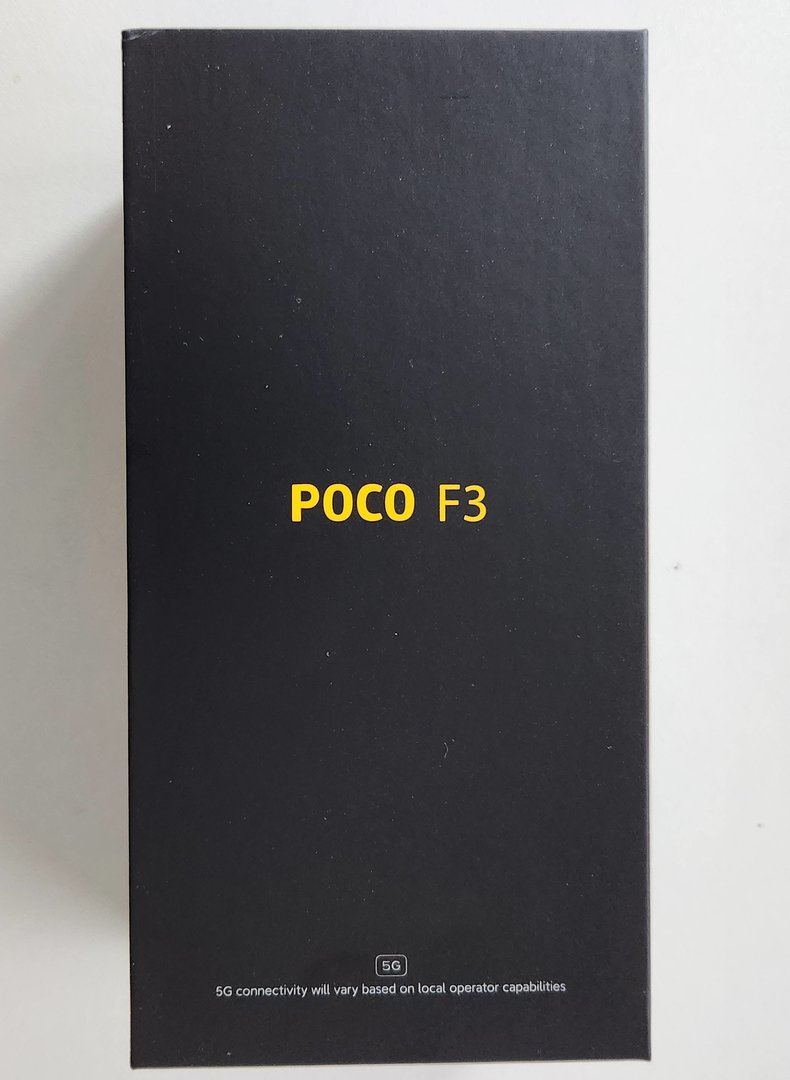 POCO F3
5G
5G connectivity will vary based on local operator capabilities